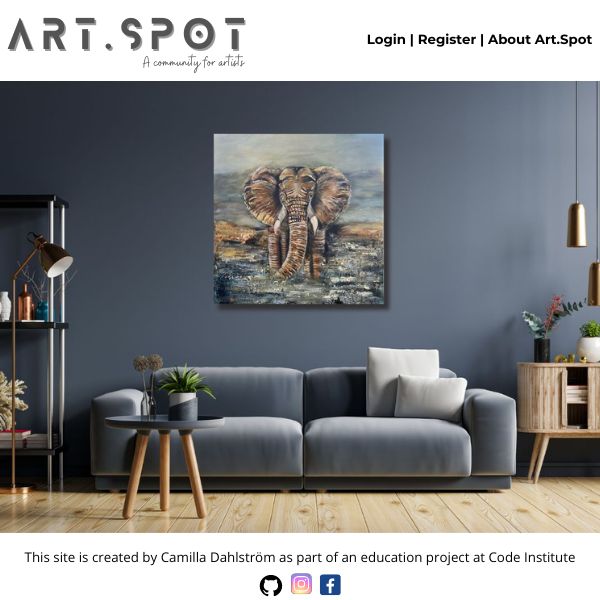 ART.SPOT
A community for artists
Login | Register | About Art.Spot
This site is created by Camilla Dahlström as part of an education project at Code Institute